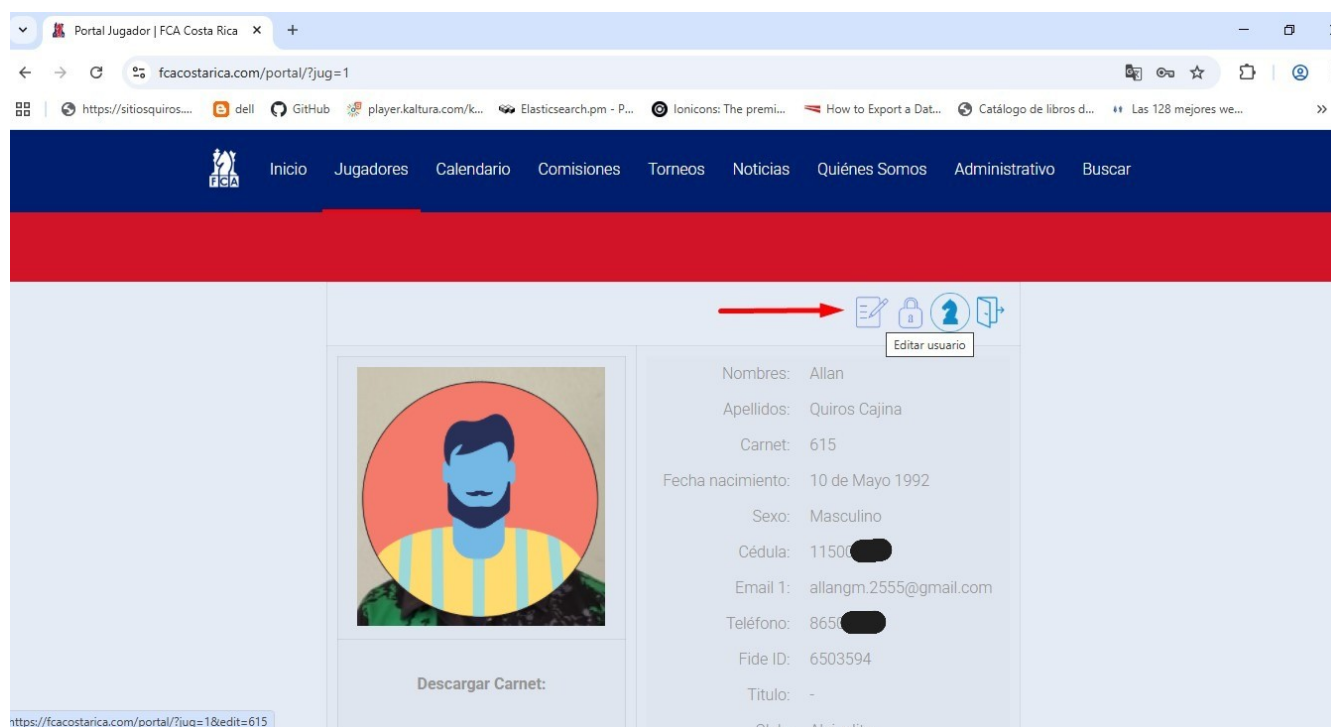 Portal Jugador | FCA Costa Rica
fcacostarica.com/portal/?jug=1
https://sitiosquiros.... dell GitHub player.kaltura.com/k... Elasticsearch.pm - P... Ionicons: The premi... How to Export a Dat... Catálogo de libros d... Las 128 mejores we... »
FCA Inicio Jugadores Calendario Comisiones Torneos Noticias Quiénes Somos Administrativo Buscar
Editar usuario
Nombres: Allan
Apellidos: Quiros Cajina
Carnet: 615
Fecha nacimiento: 10 de Mayo 1992
Sexo: Masculino
Cédula: 1150
Email 1: allangm.2555@gmail.com
Teléfono: 865
Fide ID: 6503594
Descargar Carnet:
Titulo: -
https://fcacostarica.com/portal/?jug=1&edit=615